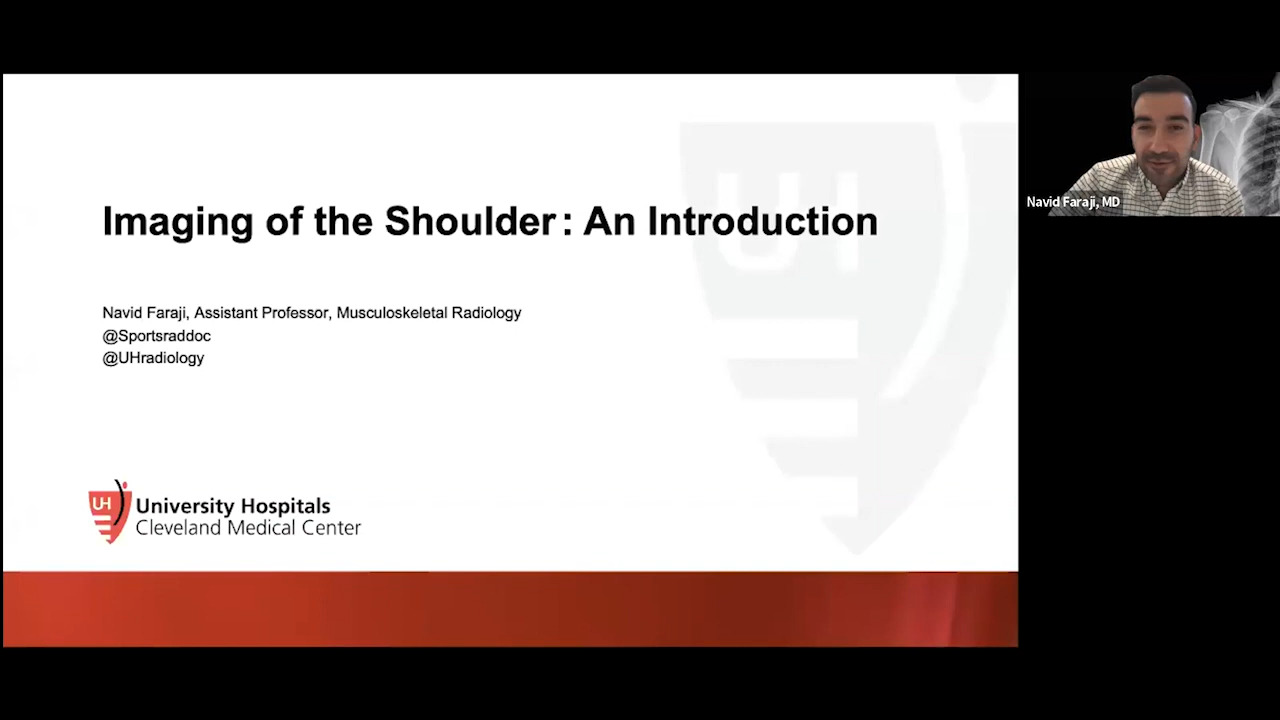 Imaging of the Shoulder: An Introduction
Navid Faraji, Assistant Professor, Musculoskeletal Radiology
@Sportsraddoc
@UHradiology
UH
University Hospitals
Cleveland Medical Center
UH
Navid Faraji, MD